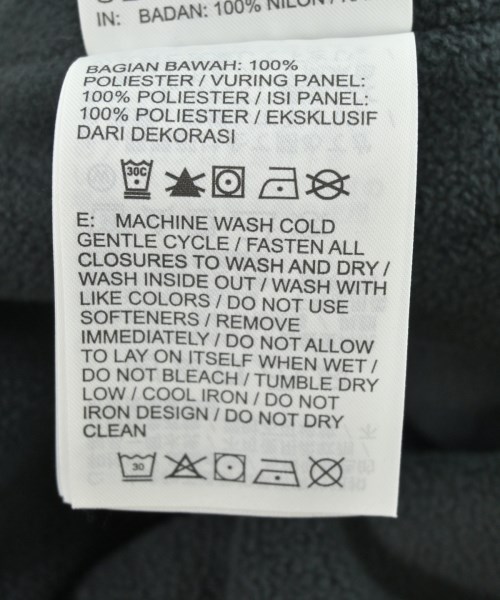 IN: BADAN: 100% NILON /
BAGIAN BAWAH: 100%
POLIESTER / VURING PANEL:
100% POLIESTER / ISI PANEL:
100% POLIESTER / EKSKLUSIF
DARI DEKORASI
30C
E: MACHINE WASH COLD
GENTLE CYCLE / FASTEN ALL
CLOSURES TO WASH AND DRY /
WASH INSIDE OUT / WASH WITH
LIKE COLORS / DO NOT USE
SOFTENERS / REMOVE
IMMEDIATELY / DO NOT ALLOW
TO LAY ON ITSELF WHEN WET /
DO NOT BLEACH / TUMBLE DRY
LOW / COOL IRON / DO NOT
IRON DESIGN / DO NOT DRY
CLEAN
30